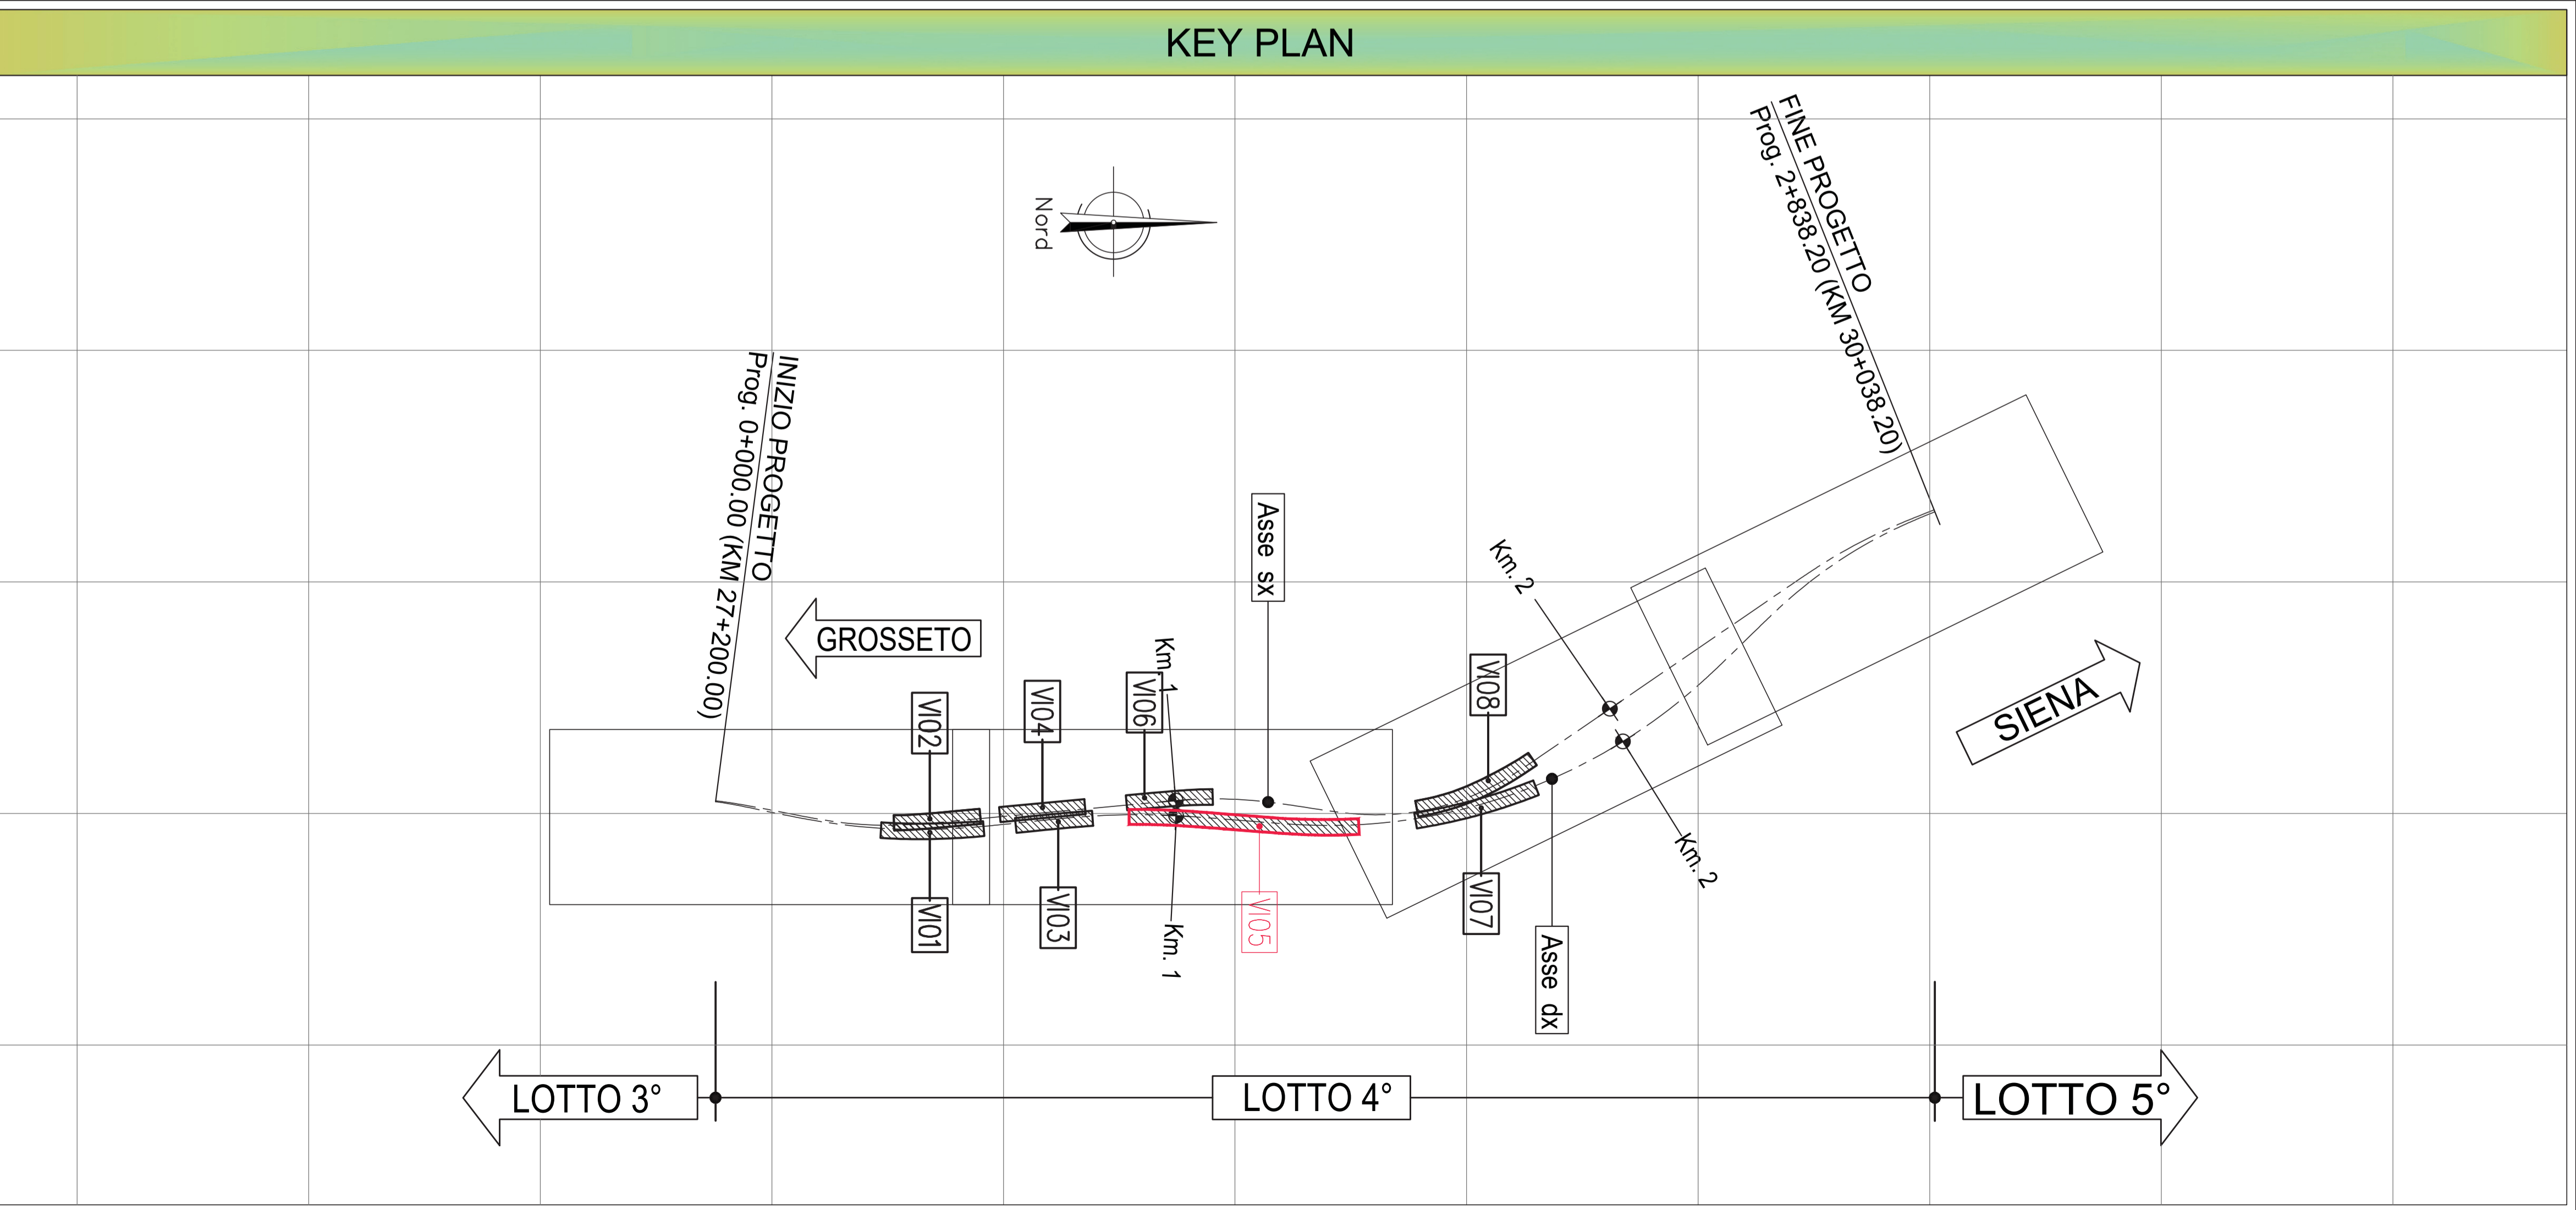 KEY PLAN
Nord
FINE PROGETTO
Prog. 2+838.20 (KM 30+038.20)
INIZIO PROGETTO
Prog. 0+000.00 (KM 27+200.00)
Asse sx
Km. 2
GROSSETO
Km. 1
VI02
VI04
VI06
VI08
SIENA
VI01
VI03
Km. 1
VI05
VI07
Km. 2
Asse dx
LOTTO 3°
LOTTO 4°
LOTTO 5°